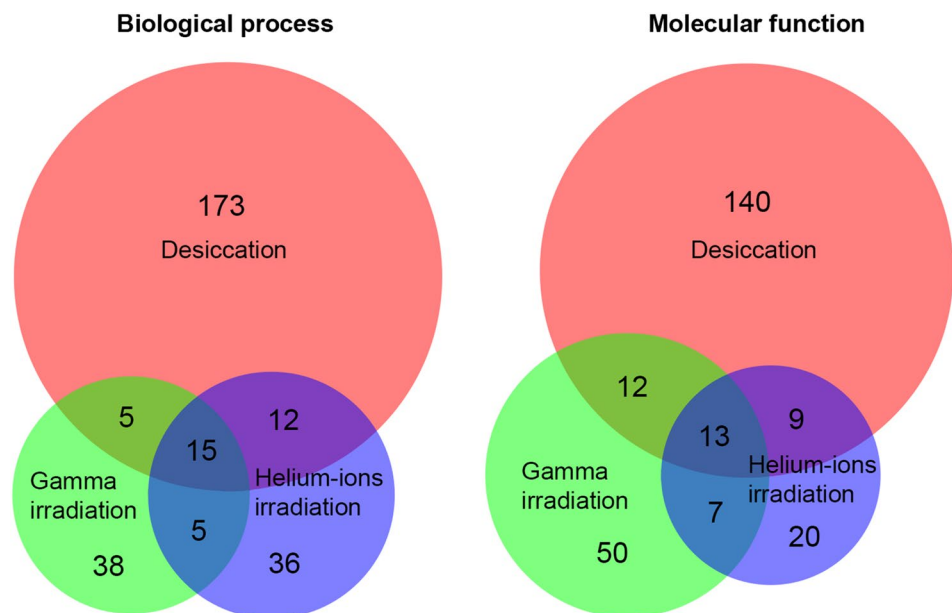 Biological process
173
Desiccation
5
12
15
Gamma
irradiation
Helium-ions
irradiation
5
38
36
Molecular function
140
Desiccation
12
13
9
Gamma
irradiation
Helium-ions
irradiation
7
50
20